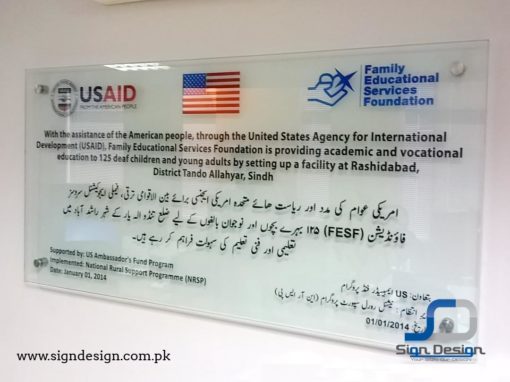 USAID
FROM THE AMERICAN PEOPLE
Family
Educational
Services
Foundation
With the assistance of the American people, through the United States Agency for International
Development (USAID), Family Educational Services Foundation is providing academic and vocational
education to 125 deaf children and young adults by setting up a facility at Rashidabad,
District Tando Allahyar, Sindh
امریکی عوام کی مدد اور ریاست ھائے متحدہ امریکی ایجنسی برائے بین الاقوامی ترقی، فیملی ایجوکیشنل سروسز
فاؤنڈیشن (FESF) ۱۲۵ بہرے بچوں اور نوجوان بالغوں کے لیے ضلع ٹنڈو الہ یار کے شہر راشد آباد میں
تعلیمی اور فنی تعلیم کی سہولت فراہم کر رہے ہیں۔
Supported by: US Ambassador's Fund Program
Implemented: National Rural Support Programme (NRSP)
Date: January 01, 2014
بتعاون: US ایمبیسیڈر فنڈ پروگرام
انتظام: نیشنل رورل سپورٹ پروگرام (این آر ایس پی)
01/01/2014
www.signdesign.com.pk
Sign Design